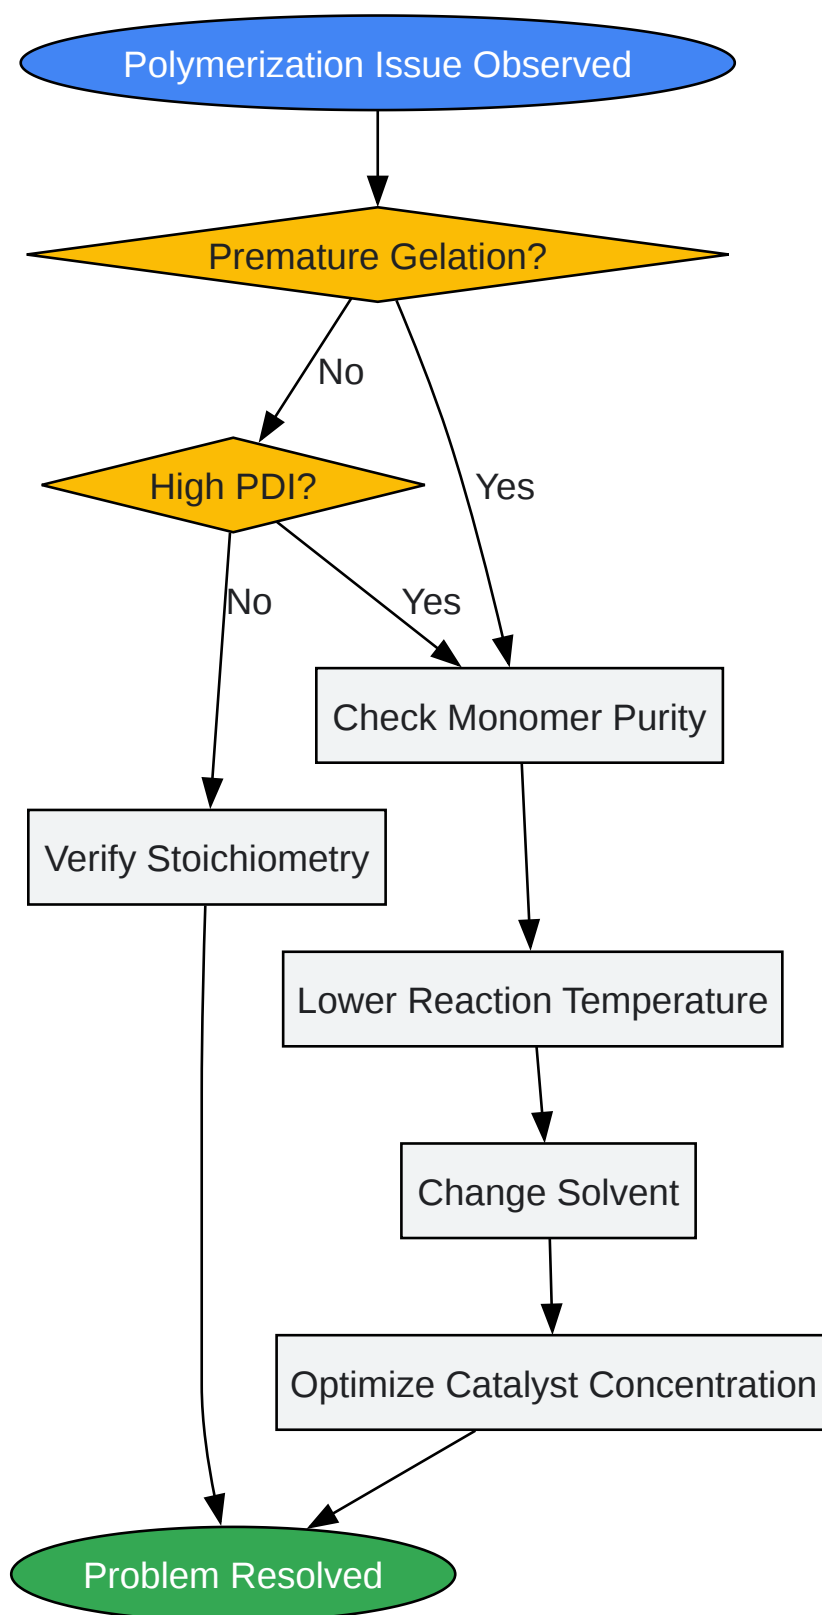 Polymerization Issue Observed
Premature Gelation?
No
High PDI?
Yes
No
Yes
Check Monomer Purity
Verify Stoichiometry
Lower Reaction Temperature
Change Solvent
Optimize Catalyst Concentration
Problem Resolved